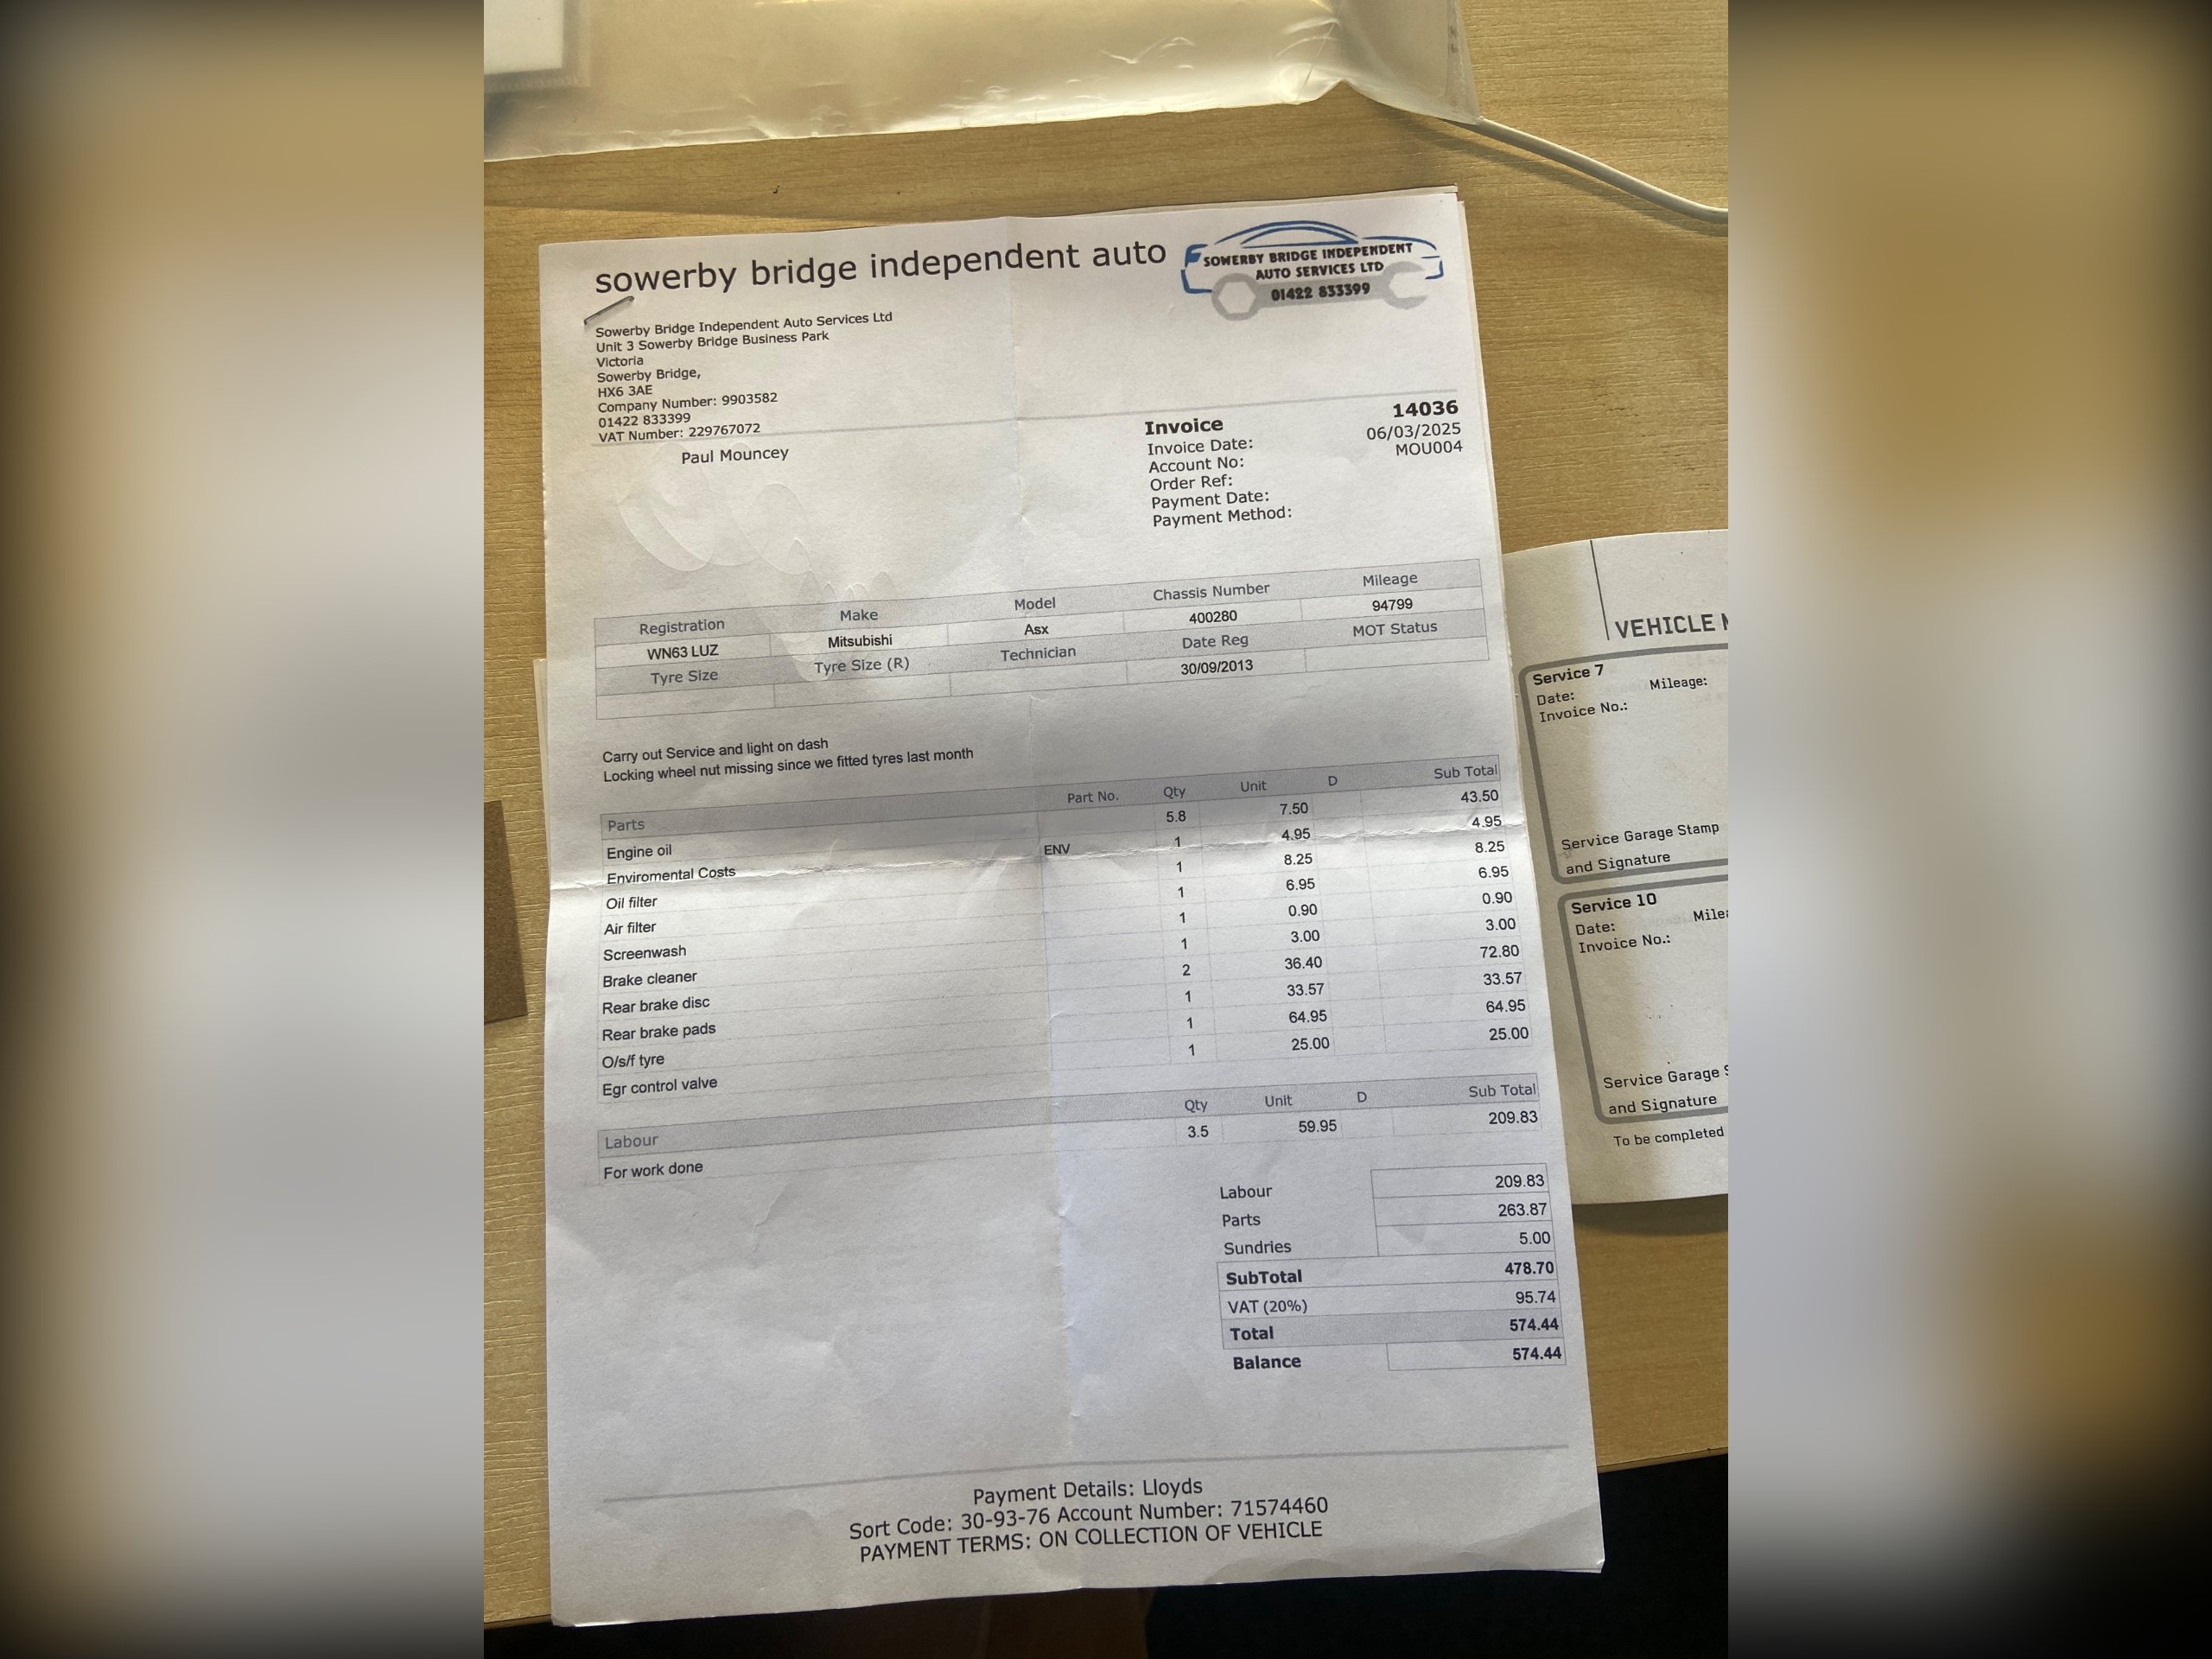 sowerby bridge independent auto
SOWERBY BRIDGE INDEPENDENT
AUTO SERVICES LTD
01422 833399
Sowerby Bridge Independent Auto Services Ltd
Unit 3 Sowerby Bridge Business Park
Victoria
Sowerby Bridge,
HX6 3AE
Company Number: 9903582
01422 833399
VAT Number: 229767072
Paul Mouncey
Invoice 14036
Invoice Date: 06/03/2025
Account No: MOU004
Order Ref:
Payment Date:
Payment Method:
Registration Make Model Chassis Number Mileage
WN63 LUZ Mitsubishi Asx 400280 94799
Tyre Size Tyre Size (R) Technician Date Reg MOT Status
30/09/2013
Carry out Service and light on dash
Locking wheel nut missing since we fitted tyres last month
Parts Part No. Qty Unit D Sub Total
Engine oil 5.8 7.50 43.50
Enviromental Costs ENV 1 4.95 4.95
Oil filter 1 8.25 8.25
Air filter 1 6.95 6.95
Screenwash 1 0.90 0.90
Brake cleaner 1 3.00 3.00
Rear brake disc 2 36.40 72.80
Rear brake pads 1 33.57 33.57
O/s/f tyre 1 64.95 64.95
Egr control valve 1 25.00 25.00
Labour Qty Unit D Sub Total
For work done 3.5 59.95 209.83
Labour 209.83
Parts 263.87
Sundries 5.00
SubTotal 478.70
VAT (20%) 95.74
Total 574.44
Balance 574.44
Payment Details: Lloyds
Sort Code: 30-93-76 Account Number: 71574460
PAYMENT TERMS: ON COLLECTION OF VEHICLE
VEHICLE
Service 7
Date: Mileage:
Invoice No.:
Service Garage Stamp
and Signature
Service 10
Date:
Invoice No.:
Service Garage
and Signature
To be completed